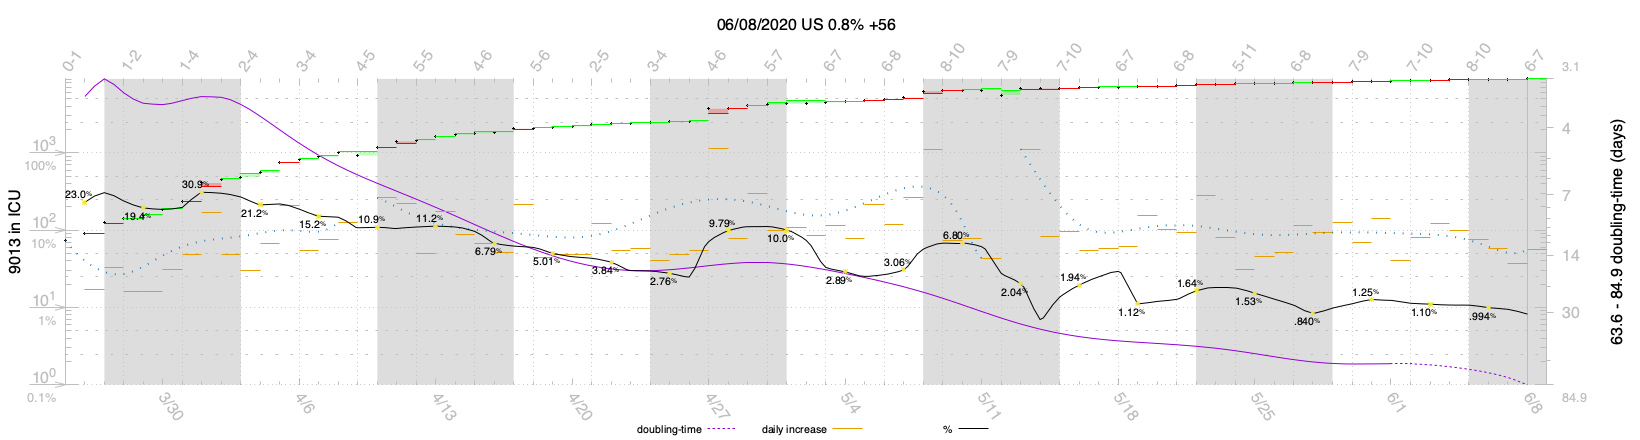 06/08/2020 US 0.8% +56
0-1 1-2 1-4 2-4 3-4 4-5 5-5 4-6 5-6 2-5 3-4 4-6 5-7 6-8 8-10 7-9 7-10 6-7 5-11 6-8 7-9 7-10 8-10 6-7
9013 in ICU
10^3
100%
10^2
10%
10^1
1%
10^0
0.1%
23.0% 19.4% 30.9% 21.2% 15.2% 10.9% 11.2% 6.79% 5.01% 3.84% 2.76% 9.79% 10.0% 2.89% 3.06% 6.80% 2.04% 1.94% 1.12% 1.64% 1.53% .840% 1.25% 1.10% .994%
3.1
4
7
14
30
84.9
63.6 - 84.9 doubling-time (days)
3/30 4/6 4/13 4/20 4/27 5/4 5/11 5/18 5/25 6/1 6/8
doubling-time daily increase %